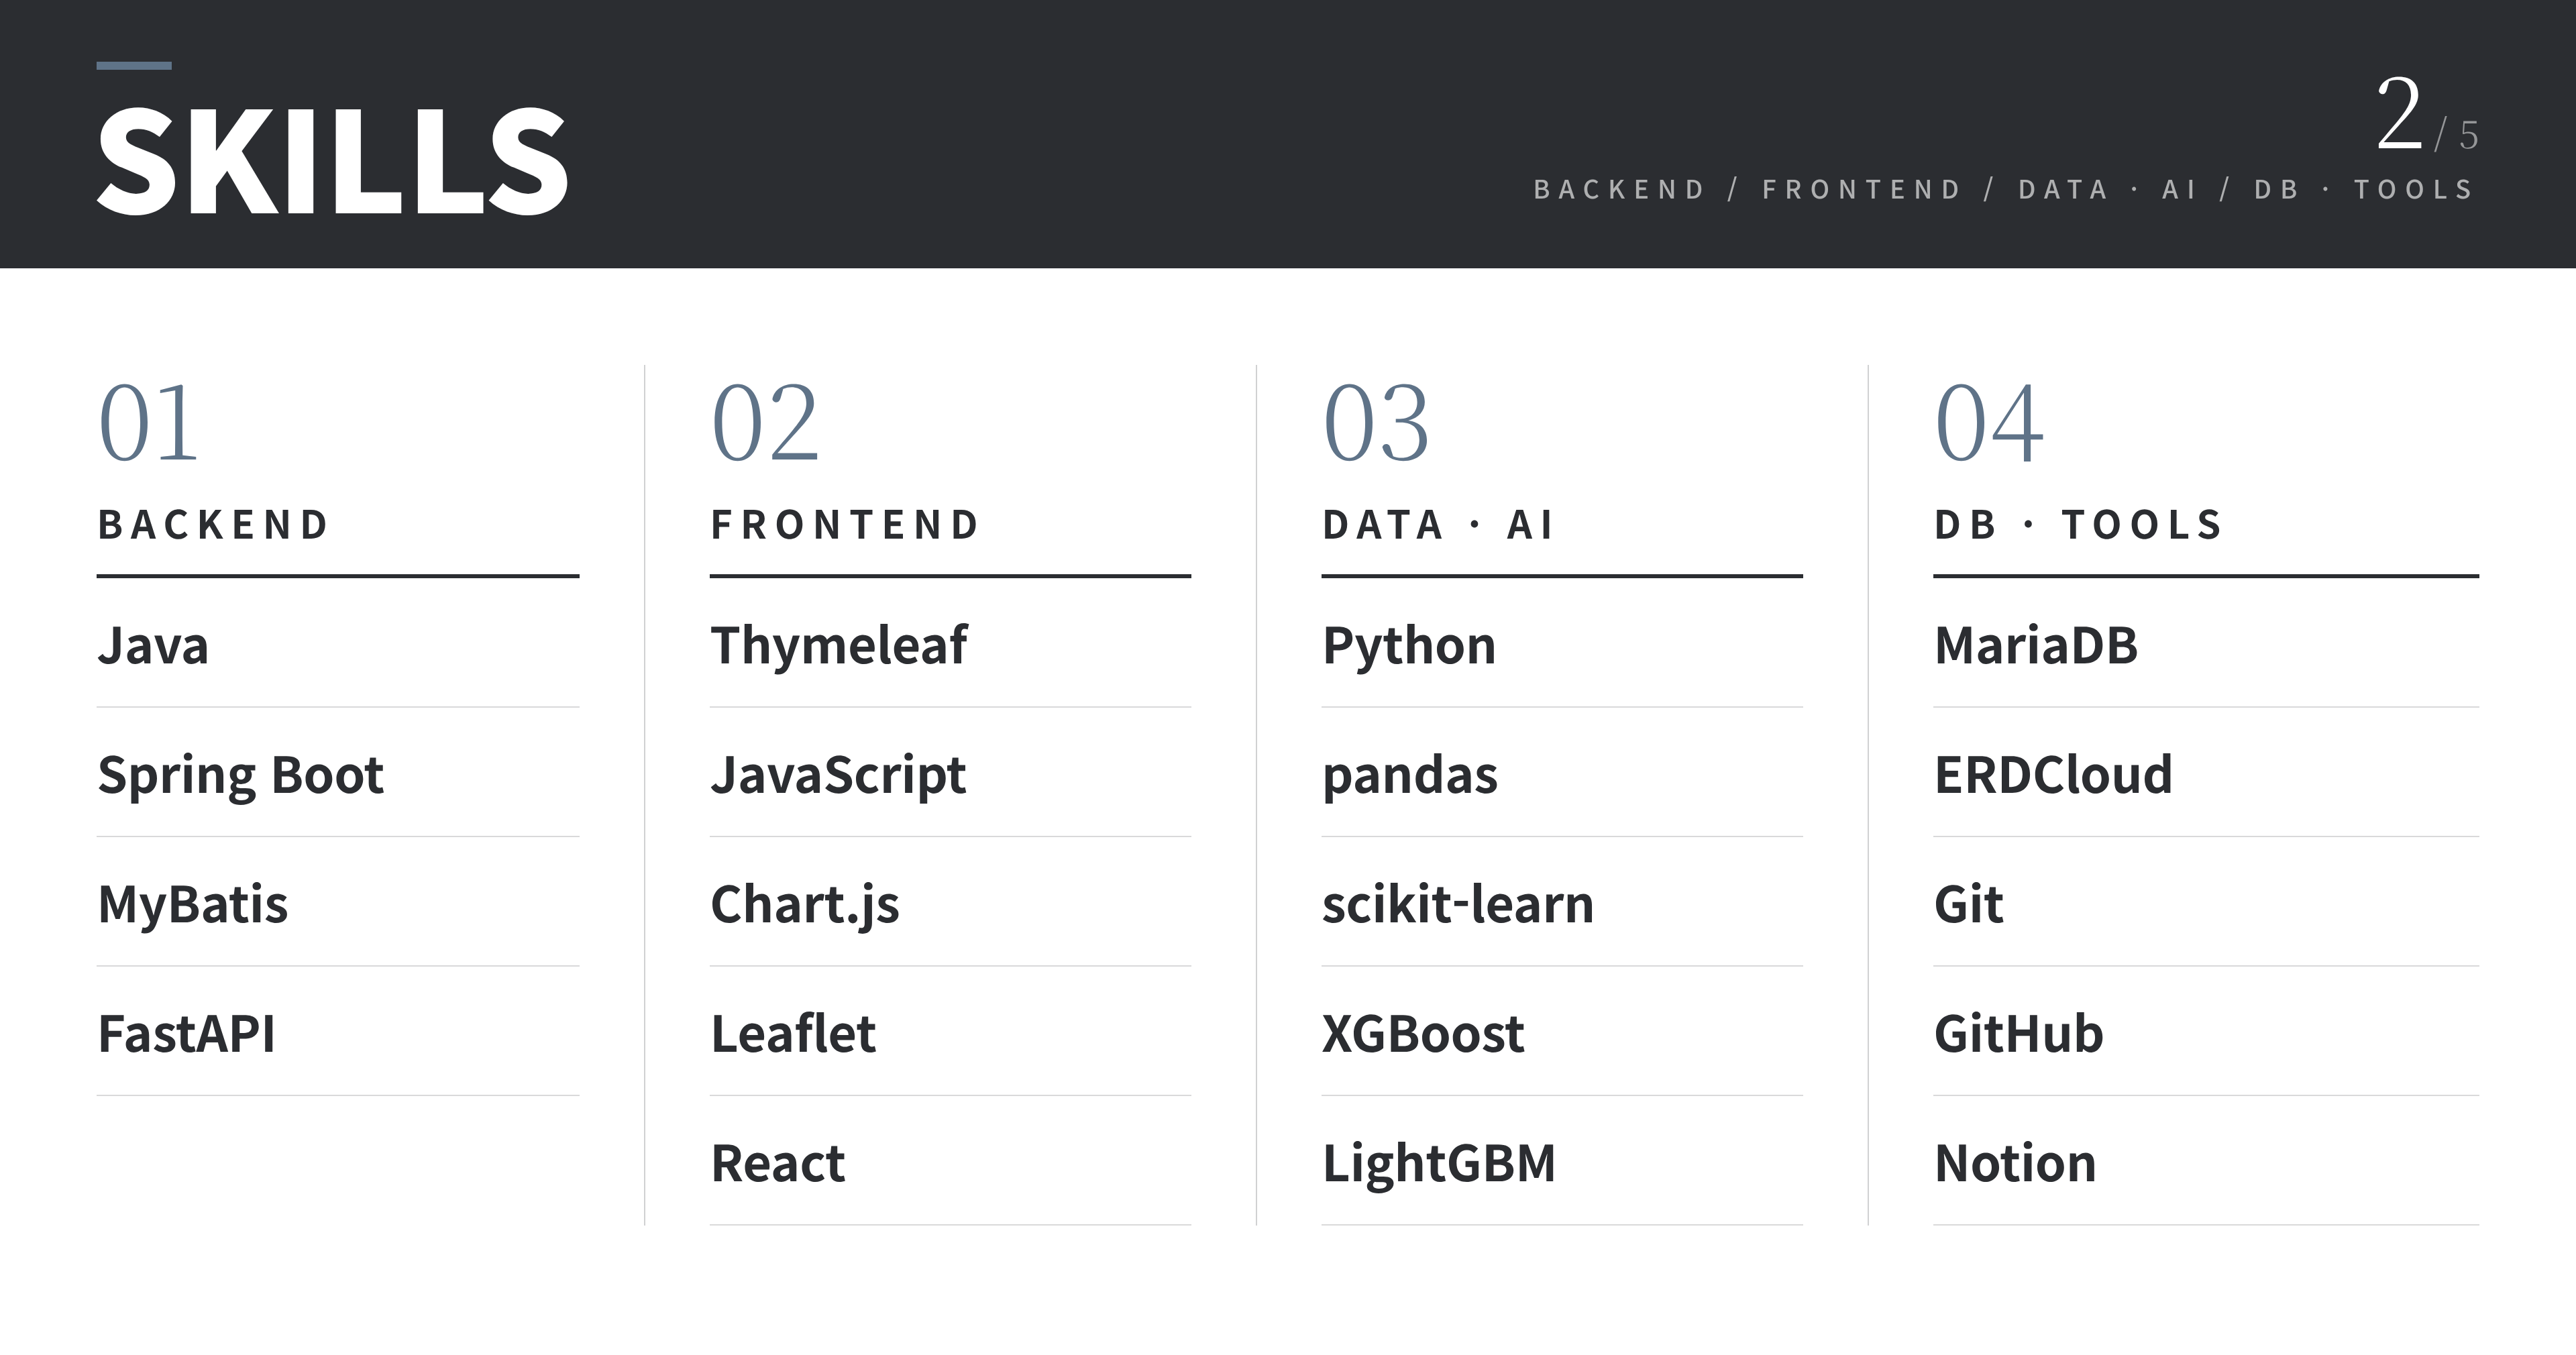 SKILLS
2 / 5
BACKEND / FRONTEND / DATA · AI / DB · TOOLS
01
BACKEND
Java
Spring Boot
MyBatis
FastAPI
02
FRONTEND
Thymeleaf
JavaScript
Chart.js
Leaflet
React
03
DATA · AI
Python
pandas
scikit-learn
XGBoost
LightGBM
04
DB · TOOLS
MariaDB
ERDCloud
Git
GitHub
Notion